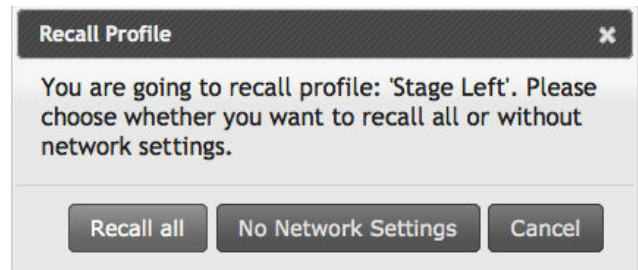 Recall Profile
You are going to recall profile: 'Stage Left'. Please
choose whether you want to recall all or without
network settings.
Recall all No Network Settings Cancel